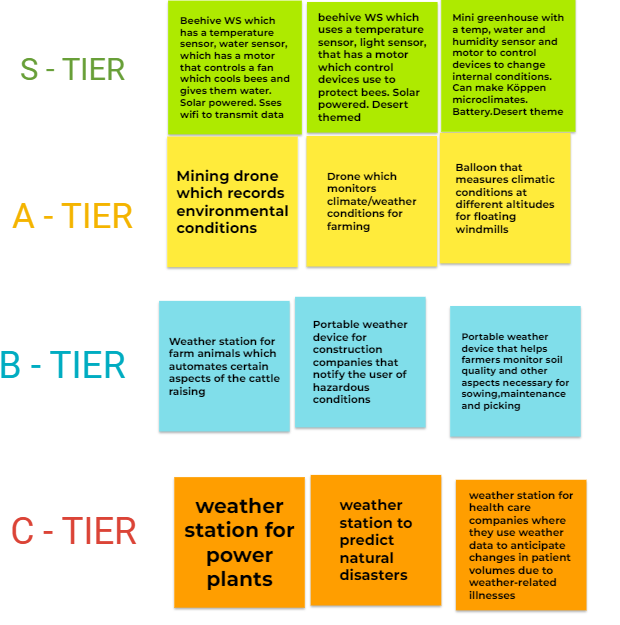 S - TIER
Beehive WS which
has a temperature
sensor, water sensor,
which has a motor
that controls a fan
which cools bees and
gives them water.
Solar powered. Sses
wifi to transmit data
beehive WS which
uses a temperature
sensor, light sensor,
that has a motor
which control
devices use to
protect bees. Solar
powered. Desert
themed
Mini greenhouse with
a temp, water and
humidity sensor and
motor to control
devices to change
internal conditions.
Can make Köppen
microclimates.
Battery.Desert theme
A - TIER
Mining drone
which records
environmental
conditions
Drone which
monitors
climate/weather
conditions for
farming
Balloon that
measures climatic
conditions at
different altitudes
for floating
windmills
B - TIER
Weather station for
farm animals which
automates certain
aspects of the cattle
raising
Portable weather
device for
construction
companies that
notify the user of
hazardous
conditions
Portable weather
device that helps
farmers monitor soil
quality and other
aspects necessary for
sowing,maintenance
and picking
C - TIER
weather
station for
power
plants
weather
station to
predict
natural
disasters
weather station for
health care
companies where
they use weather
data to anticipate
changes in patient
volumes due to
weather-related
illnesses